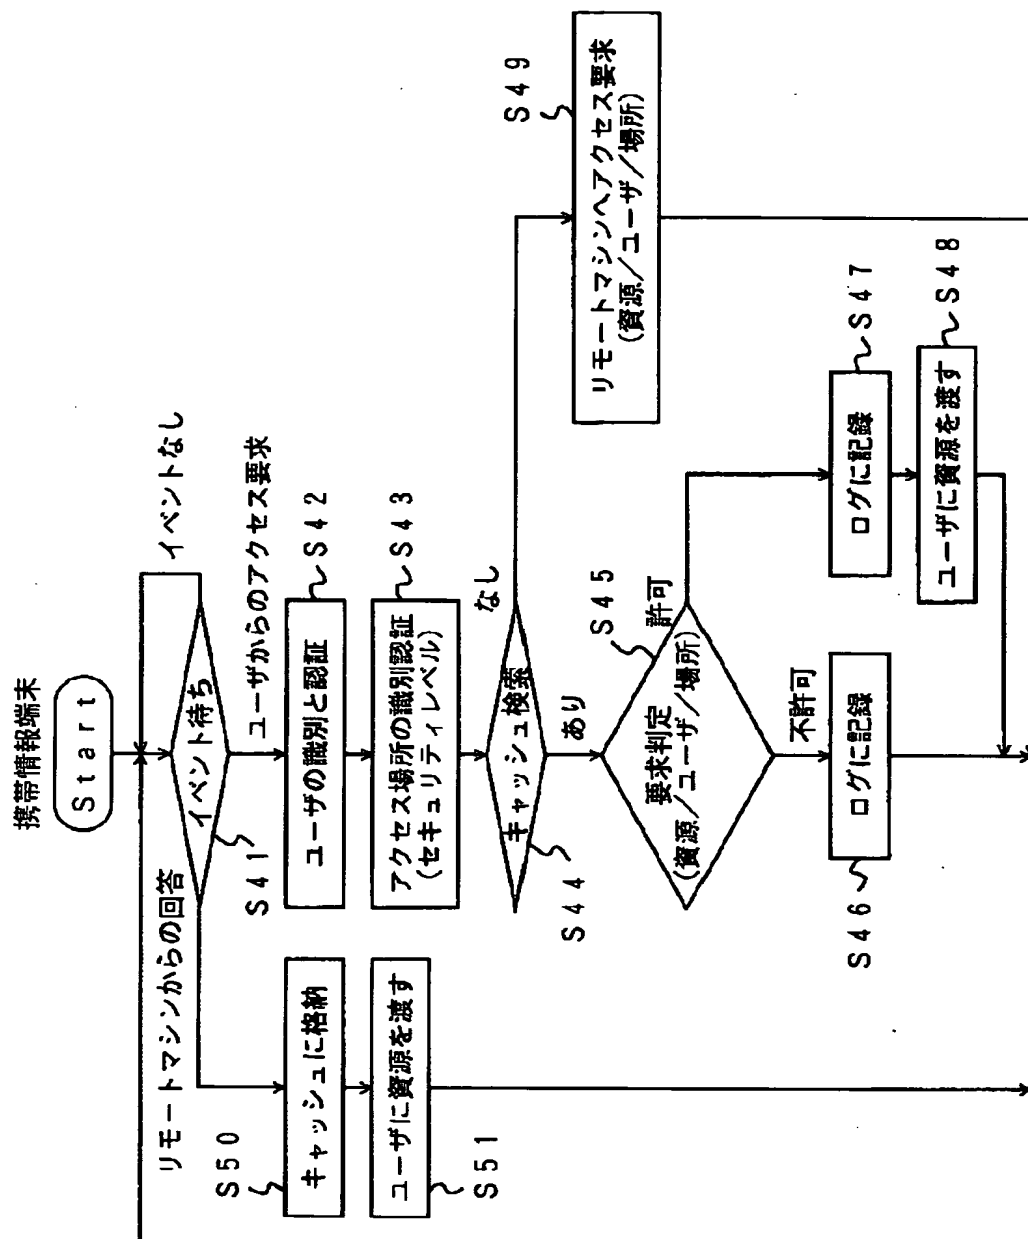 携帯情報端末
Start
イベント待ち
S41
イベントなし
リモートマシンからの回答
ユーザからのアクセス要求
ユーザの識別と認証
S42
アクセス場所の識別認証
(セキュリティレベル)
S43
キャッシュ検索
S44
なし
あり
リモートマシンへアクセス要求
(資源/ユーザ/場所)
S49
要求判定
(資源/ユーザ/場所)
S45
許可
不許可
ログに記録
S46
ログに記録
S47
ユーザに資源を渡す
S48
キャッシュに格納
S50
ユーザに資源を渡す
S51